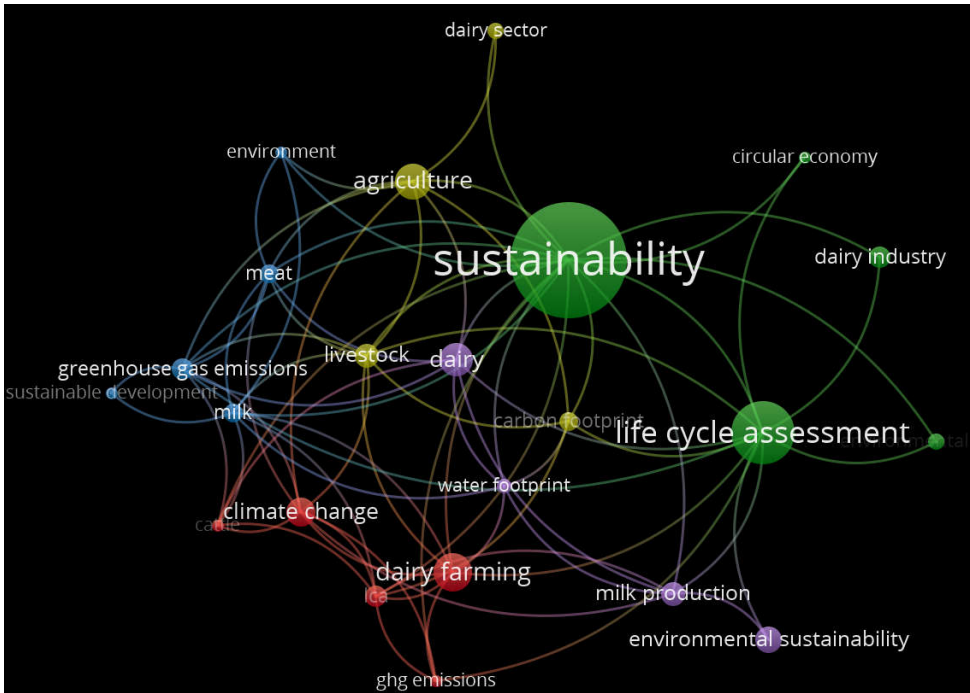 dairy sector
environment
circular economy
agriculture
sustainability
dairy industry
meat
livestock
dairy
greenhouse gas emissions
sustainable development
milk
carbon footprint
life cycle assessment
water footprint
climate change
cattle
dairy farming
lca
milk production
environmental sustainability
ghg emissions